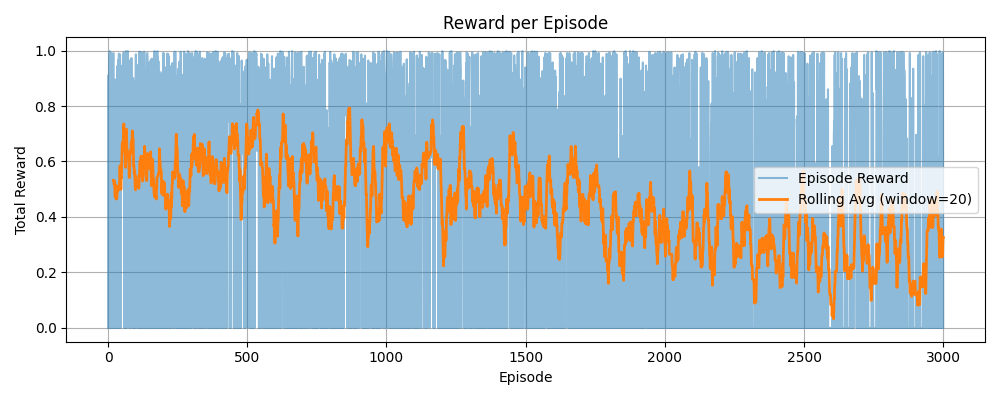 Reward per Episode
Total Reward
1.0
0.8
0.6
0.4
0.2
0.0
Episode Reward
Rolling Avg (window=20)
0
500
1000
1500
2000
2500
3000
Episode